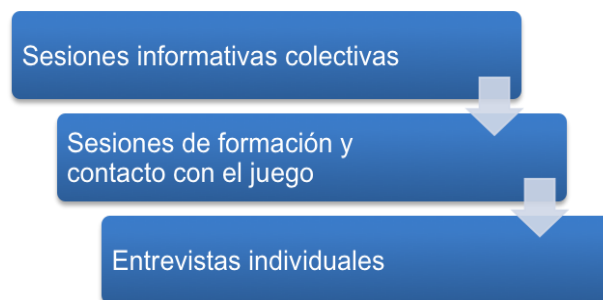 Sesiones informativas colectivas
Sesiones de formación y
contacto con el juego
Entrevistas individuales